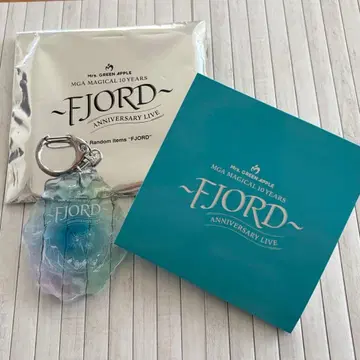 Mrs. GREEN APPLE
MGA MAGICAL 10 YEARS
~FJORD~
ANNIVERSARY LIVE
Random Items "FJORD"
FJORD
Mrs. GREEN APPLE
MGA MAGICAL 10 YEARS
~FJORD~
ANNIVERSARY LIVE